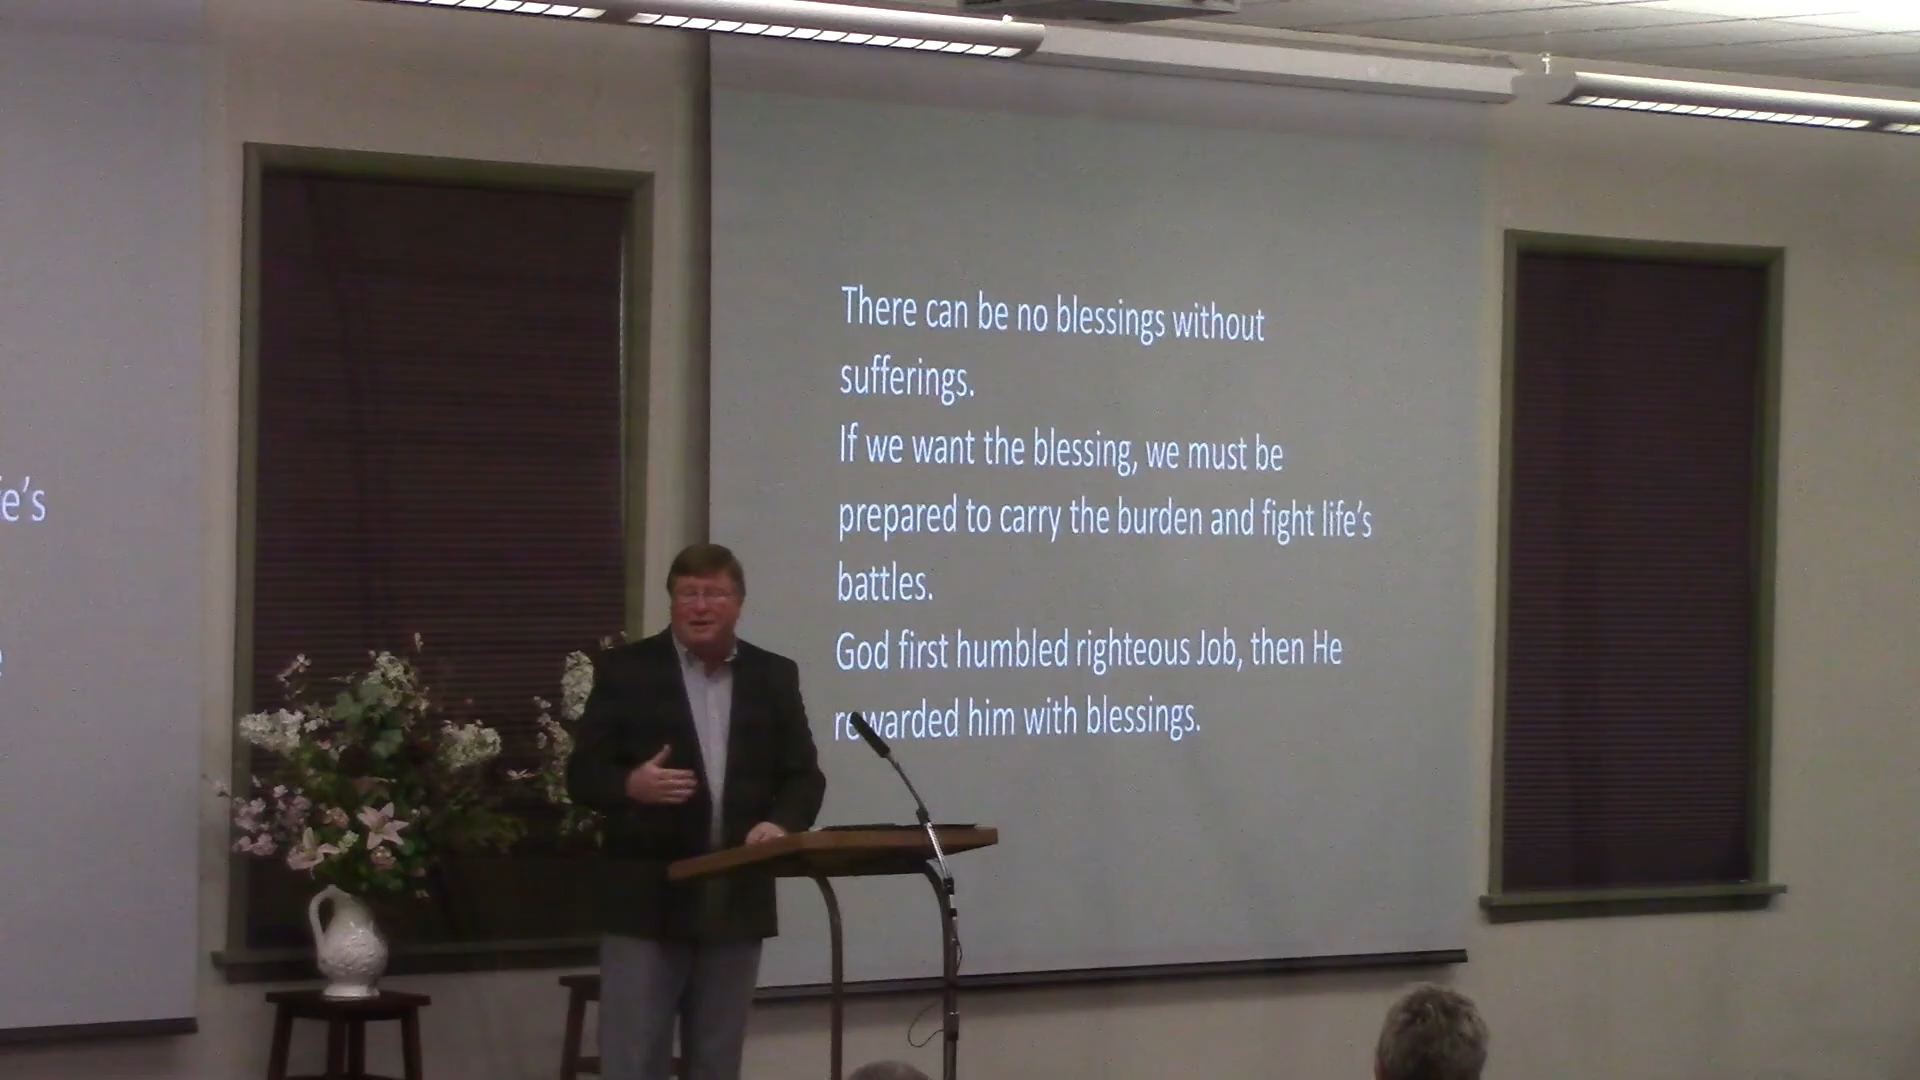 There can be no blessings without
sufferings.
If we want the blessing, we must be
prepared to carry the burden and fight life's
battles.
God first humbled righteous Job, then He
rewarded him with blessings.